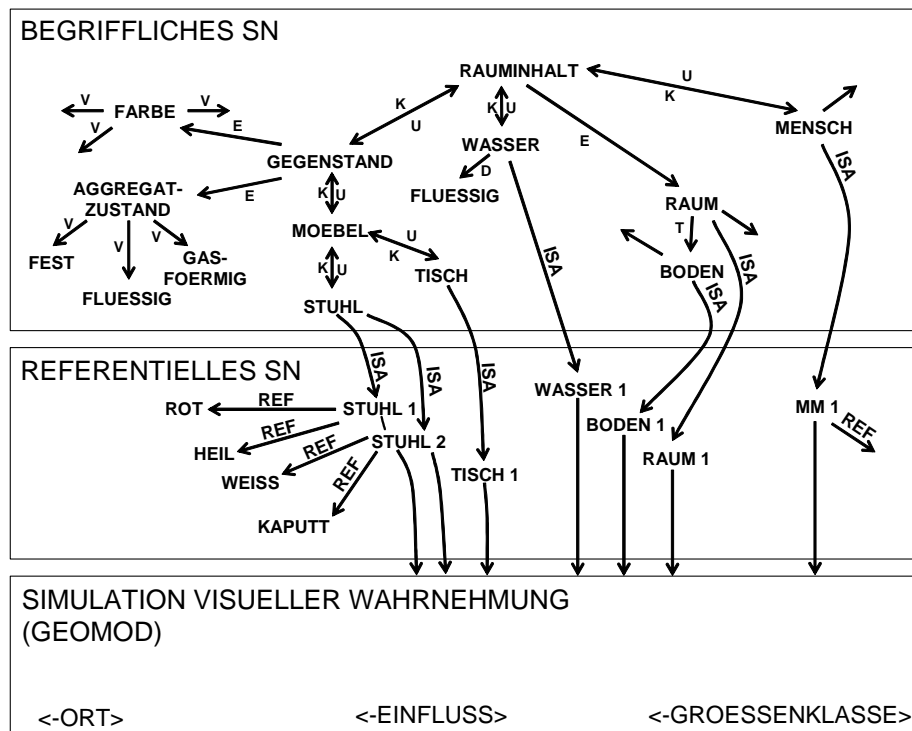 BEGRIFFLICHES SN
RAUMINHALT
U
K
V
FARBE
V
V
K
U
K
U
MENSCH
E
WASSER
E
ISA
GEGENSTAND
D
AGGREGAT-
ZUSTAND
E
K
U
FLUESSIG
RAUM
V
V
V
MOEBEL
U
K
T
FEST
GAS-
FOERMIG
ISA
BODEN
ISA
FLUESSIG
K
U
TISCH
ISA
STUHL
REFERENTIELLES SN
ISA
ISA
ISA
WASSER 1
ROT
REF
STUHL 1
MM 1
BODEN 1
REF
REF
HEIL
REF
STUHL 2
RAUM 1
WEISS
REF
TISCH 1
KAPUTT
SIMULATION VISUELLER WAHRNEHMUNG
(GEOMOD)
<-ORT>
<-EINFLUSS>
<-GROESSENKLASSE>